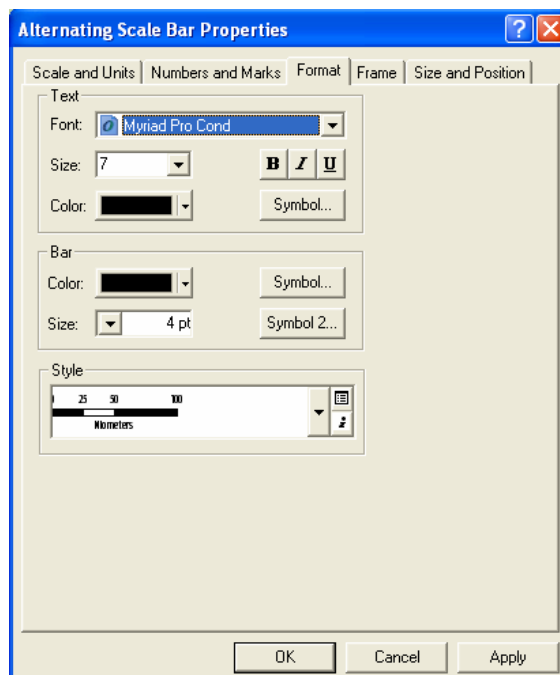 Alternating Scale Bar Properties
Scale and Units Numbers and Marks Format Frame Size and Position
Text
Font: Myriad Pro Cond
Size: 7 B I U
Color: Symbol...
Bar
Color: Symbol...
Size: 4 pt Symbol 2...
Style
25 50 100
Kilometers
OK Cancel Apply